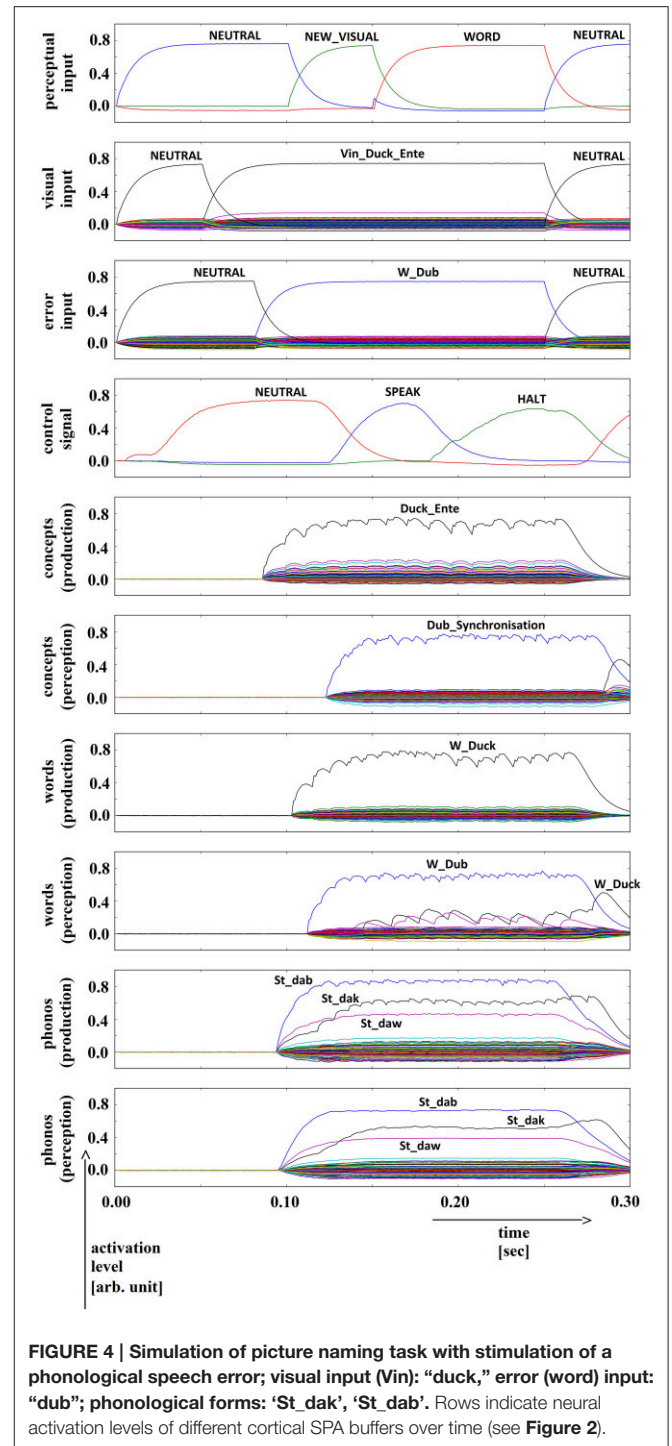 perceptual input
0.8
0.4
0.0
NEUTRAL NEW_VISUAL WORD NEUTRAL
visual input
0.8
0.4
0.0
NEUTRAL Vin_Duck_Ente NEUTRAL
error input
0.8
0.4
0.0
NEUTRAL W_Dub NEUTRAL
control signal
0.8
0.4
0.0
NEUTRAL SPEAK HALT
concepts (production)
0.8
0.4
0.0
Duck_Ente
concepts (perception)
0.8
0.4
0.0
Dub_Synchronisation
words (production)
0.8
0.4
0.0
W_Duck
words (perception)
0.8
0.4
0.0
W_Dub W_Duck
phonos (production)
0.8
0.4
0.0
St_dab
St_dak
St_daw
phonos (perception)
0.8
0.4
0.0
St_dab
St_dak
St_daw
0.00 0.10 0.20 0.30
activation
level
[arb. unit]
time
[sec]
FIGURE 4 | Simulation of picture naming task with stimulation of a
phonological speech error; visual input (Vin): “duck,” error (word) input:
“dub”; phonological forms: ‘St_dak’, ‘St_dab’. Rows indicate neural
activation levels of different cortical SPA buffers over time (see Figure 2).